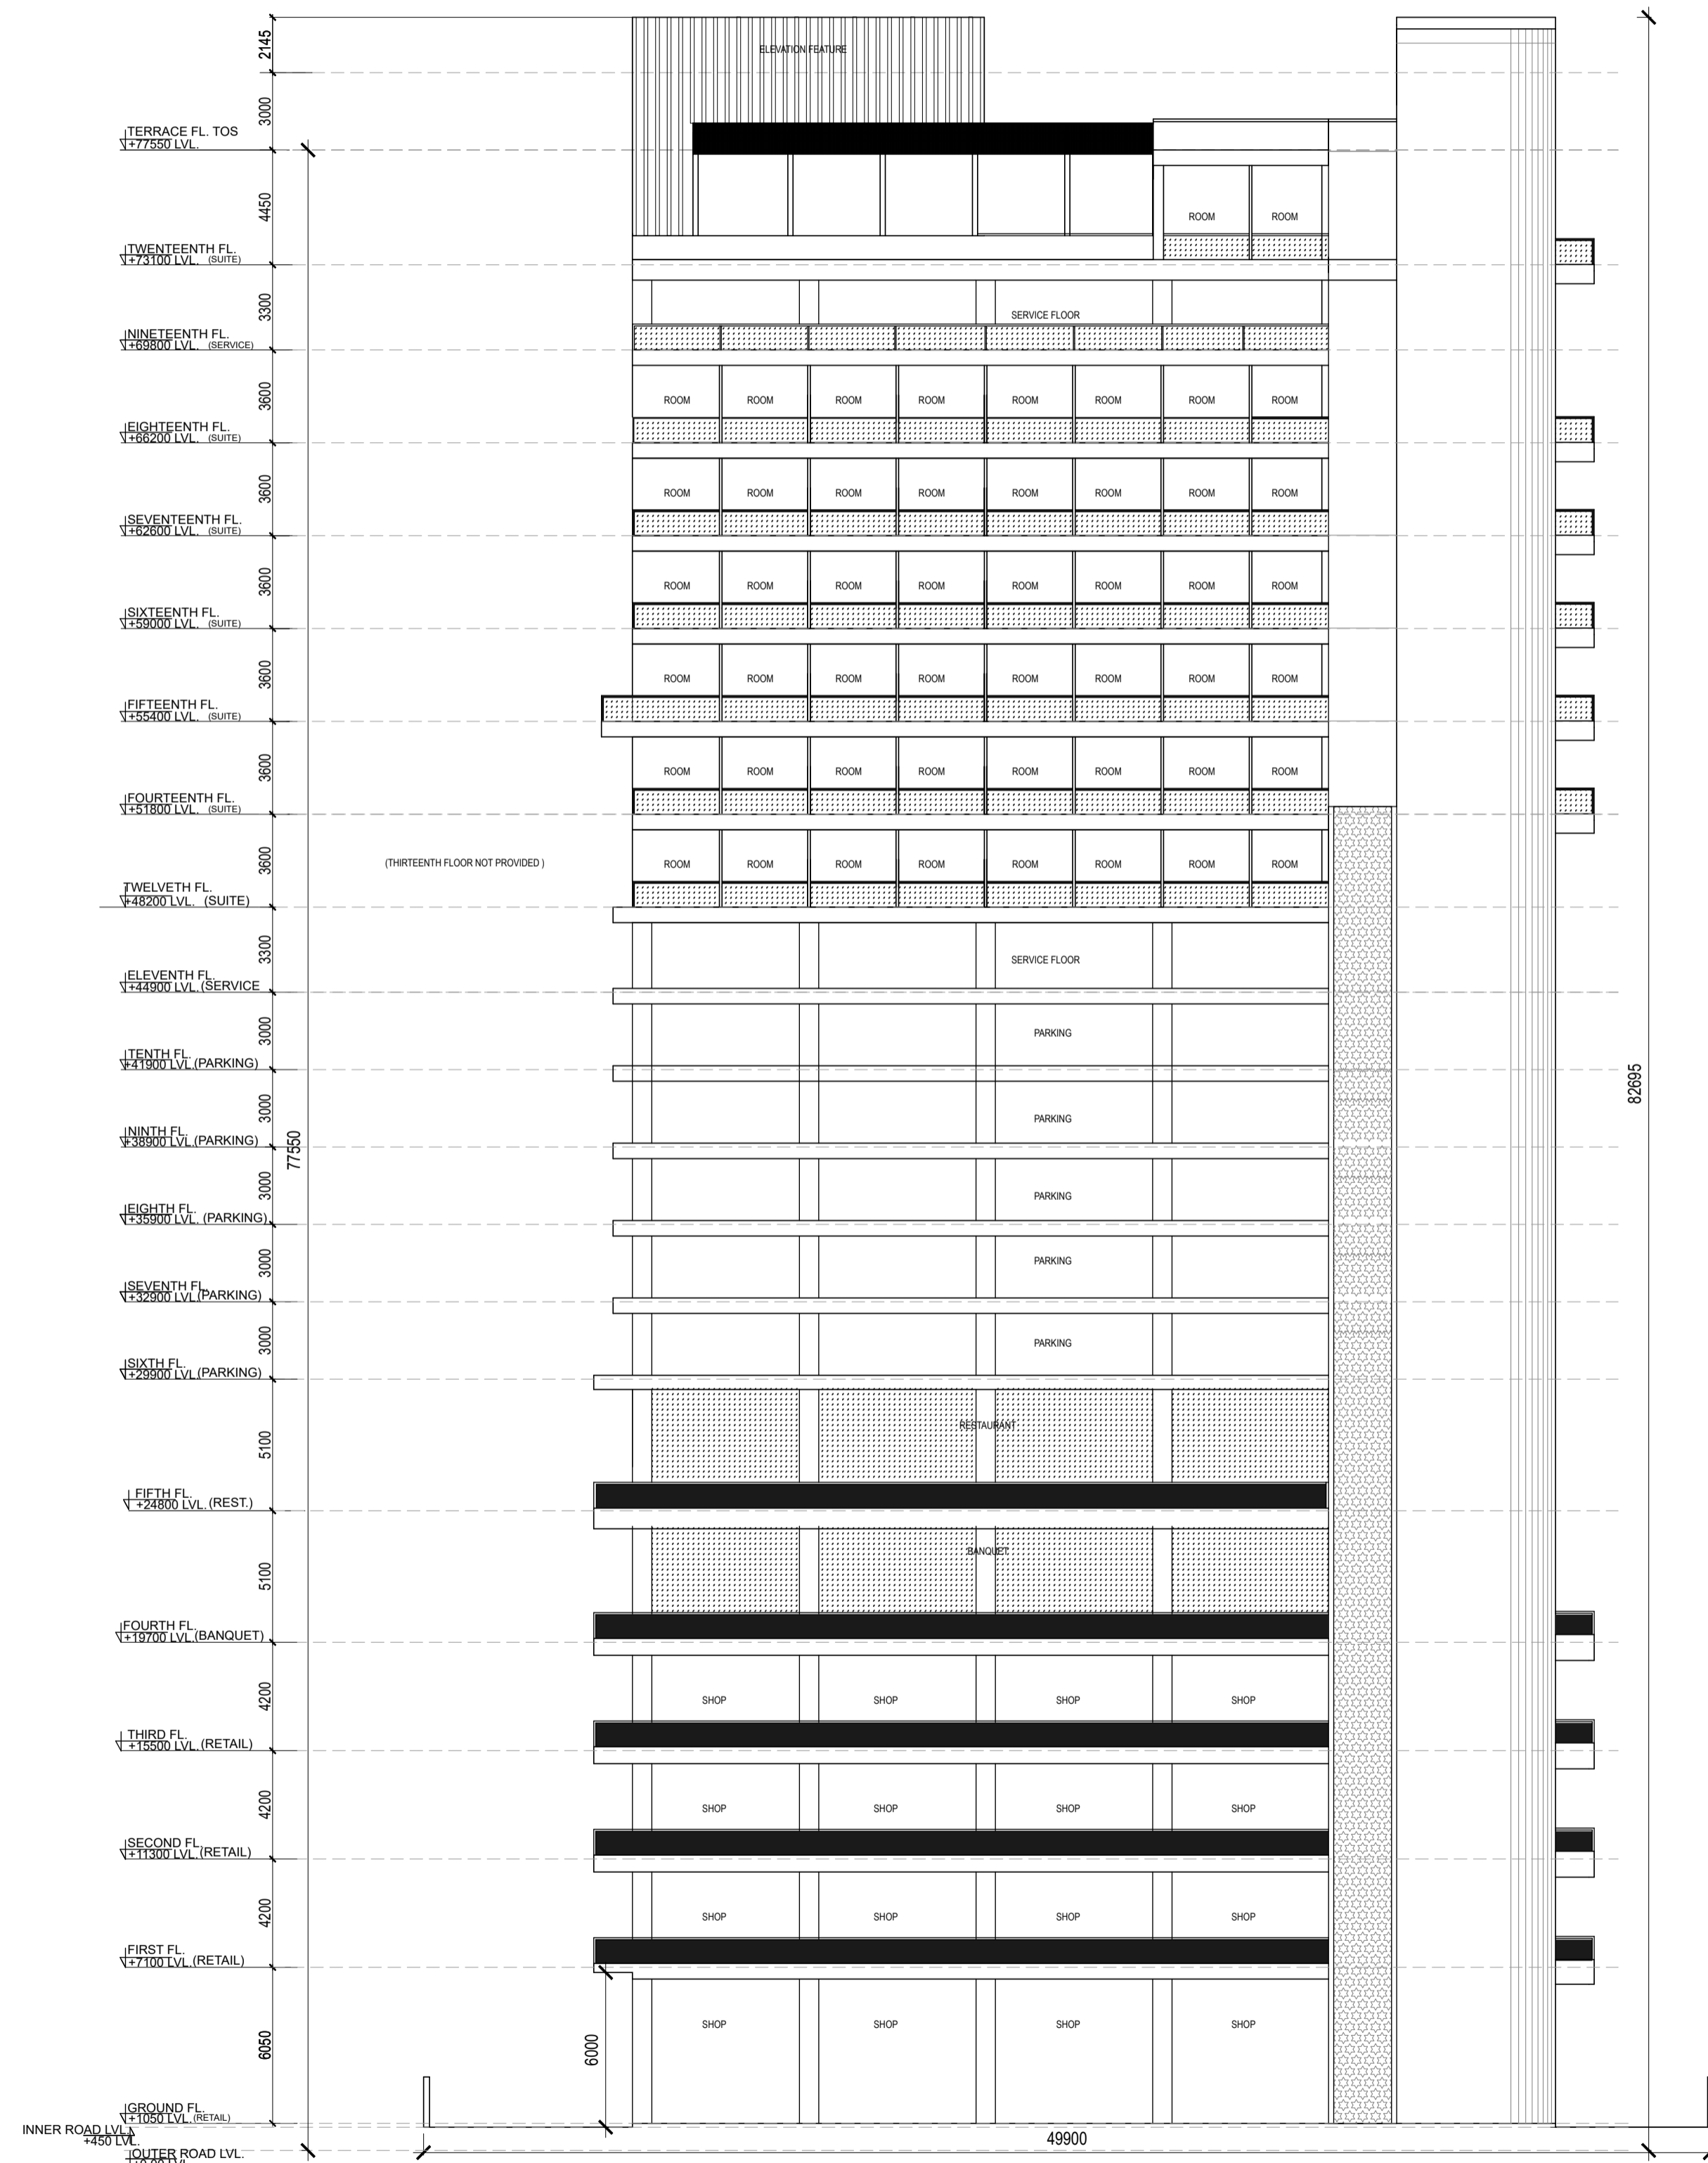 2145
ELEVATION FEATURE
3000
TERRACE FL. TOS
+77550 LVL.
4450
ROOM ROOM
TWENTEENTH FL.
+73100 LVL. (SUITE)
3300
SERVICE FLOOR
NINETEENTH FL.
+69800 LVL. (SERVICE)
3600
ROOM ROOM ROOM ROOM ROOM ROOM ROOM ROOM
EIGHTEENTH FL.
+66200 LVL. (SUITE)
3600
ROOM ROOM ROOM ROOM ROOM ROOM ROOM ROOM
SEVENTEENTH FL.
+62600 LVL. (SUITE)
3600
ROOM ROOM ROOM ROOM ROOM ROOM ROOM ROOM
SIXTEENTH FL.
+59000 LVL. (SUITE)
3600
ROOM ROOM ROOM ROOM ROOM ROOM ROOM ROOM
FIFTEENTH FL.
+55400 LVL. (SUITE)
3600
ROOM ROOM ROOM ROOM ROOM ROOM ROOM ROOM
FOURTEENTH FL.
+51800 LVL. (SUITE)
3600
(THIRTEENTH FLOOR NOT PROVIDED )
ROOM ROOM ROOM ROOM ROOM ROOM ROOM ROOM
TWELVETH FL.
+48200 LVL. (SUITE)
3300
SERVICE FLOOR
ELEVENTH FL.
+44900 LVL. (SERVICE
3000
PARKING
TENTH FL.
+41900 LVL.(PARKING)
82695
3000
PARKING
NINTH FL.
+38900 LVL.(PARKING)
77550
3000
PARKING
EIGHTH FL.
+35900 LVL. (PARKING)
3000
PARKING
SEVENTH FL.
+32900 LVL.(PARKING)
3000
PARKING
SIXTH FL.
+29900 LVL.(PARKING)
5100
RESTAURANT
FIFTH FL.
+24800 LVL. (REST.)
5100
BANQUET
FOURTH FL.
+19700 LVL.(BANQUET)
4200
SHOP SHOP SHOP SHOP
THIRD FL.
+15500 LVL. (RETAIL)
4200
SHOP SHOP SHOP SHOP
SECOND FL.
+11300 LVL. (RETAIL)
4200
SHOP SHOP SHOP SHOP
FIRST FL.
+7100 LVL.(RETAIL)
6050
6000
SHOP SHOP SHOP SHOP
GROUND FL.
+1050 LVL. (RETAIL)
INNER ROAD LVL.
+450 LVL.
49900
OUTER ROAD LVL.